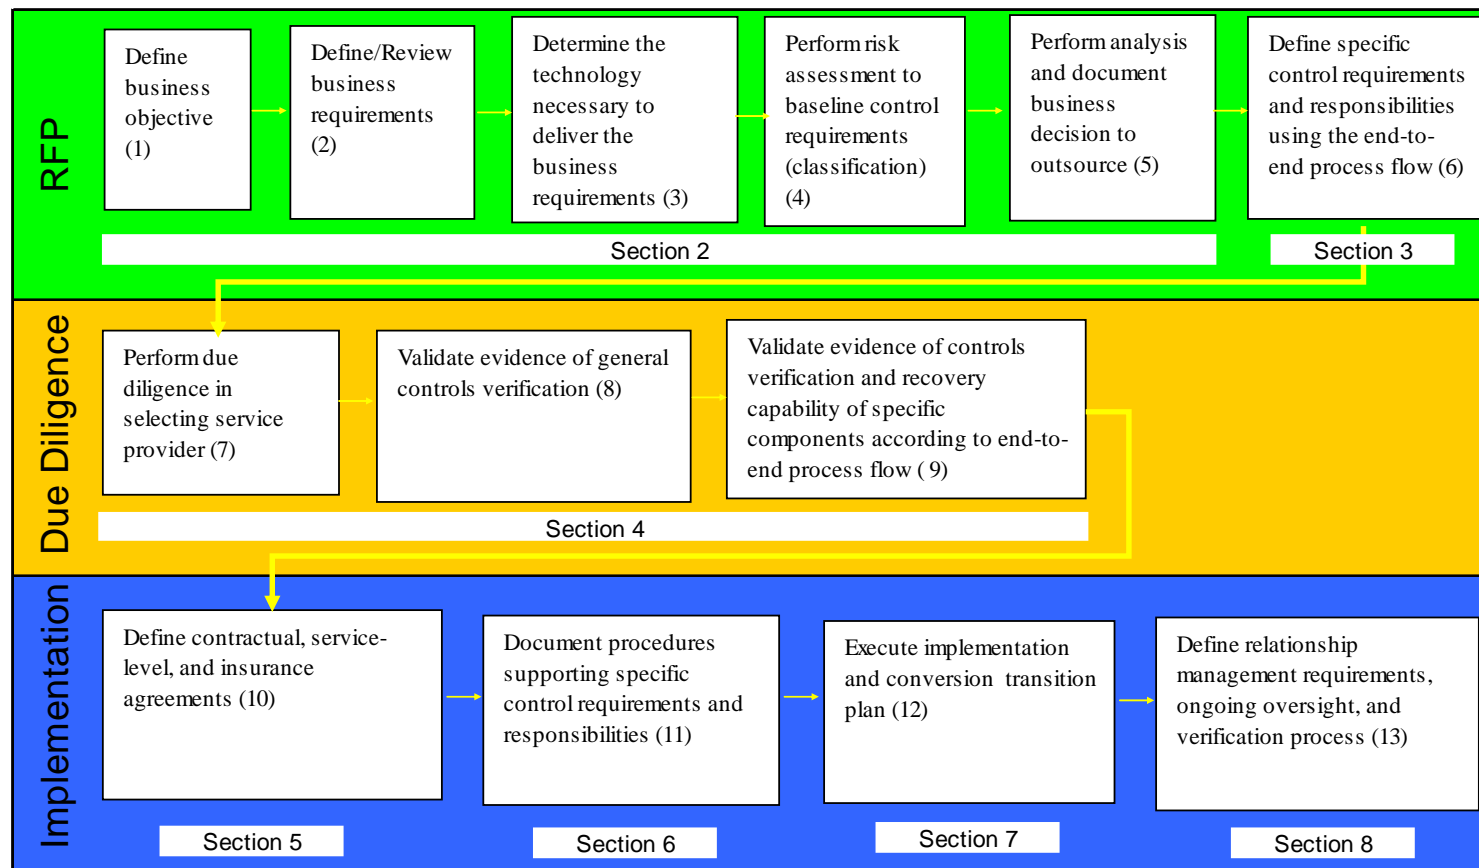 RFP
Define
business
objective
(1)
Define/Review
business
requirements
(2)
Determine the
technology
necessary to
deliver the
business
requirements (3)
Perform risk
assessment to
baseline control
requirements
(classification)
(4)
Perform analysis
and document
business
decision to
outsource (5)
Define specific
control requirements
and responsibilities
using the end-to-
end process flow (6)
Section 2
Section 3
Due Diligence
Perform due
diligence in
selecting service
provider (7)
Validate evidence of general
controls verification (8)
Validate evidence of controls
verification and recovery
capability of specific
components according to end-to-
end process flow ( 9)
Section 4
Implementation
Define contractual, service-
level, and insurance
agreements (10)
Document procedures
supporting specific
control requirements and
responsibilities (11)
Execute implementation
and conversion transition
plan (12)
Define relationship
management requirements,
ongoing oversight, and
verification process (13)
Section 5
Section 6
Section 7
Section 8